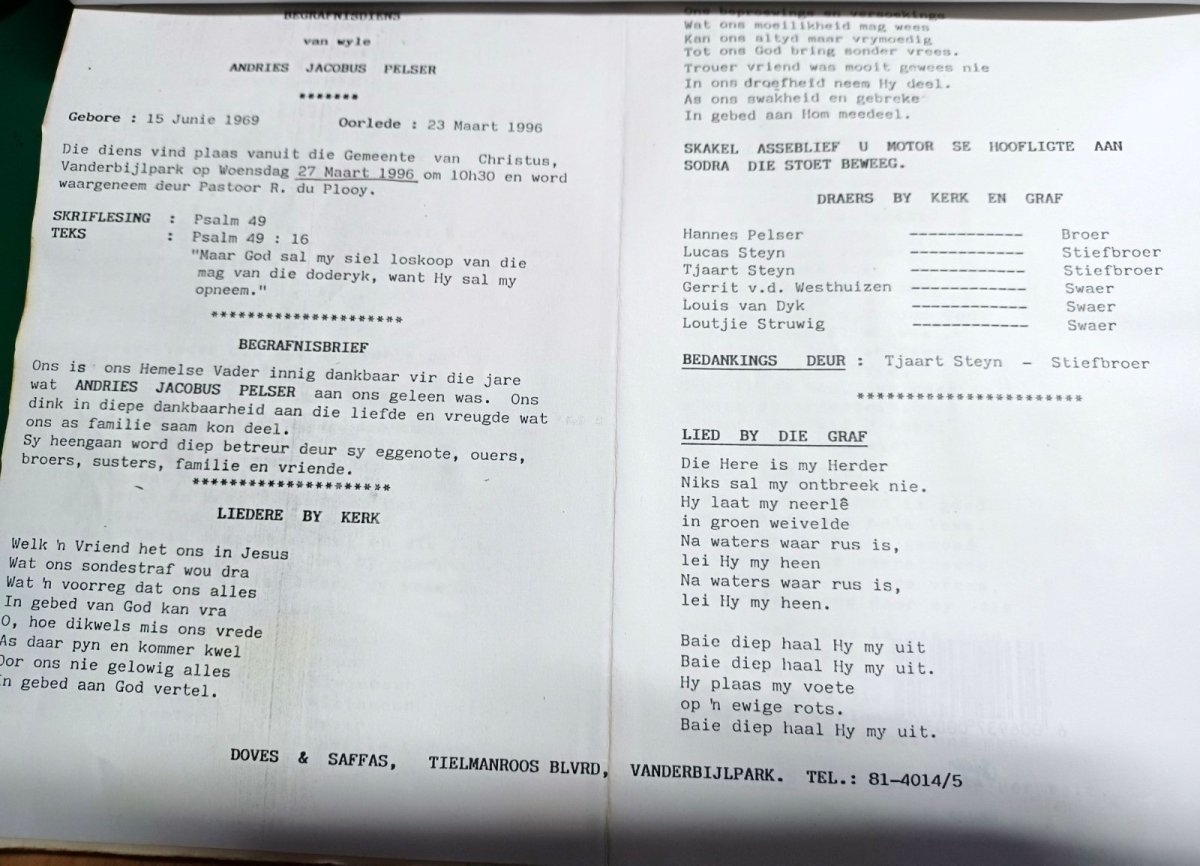 BEGRAFNISDIENS
van wyle
ANDRIES JACOBUS PELSER
*******
Gebore : 15 Junie 1969 Oorlede : 23 Maart 1996
Die diens vind plaas vanuit die Gemeente van Christus,
Vanderbijlpark op Woensdag 27 Maart 1996 om 10h30 en word
waargeneem deur Pastoor R. du Plooy.
SKRIFLESING : Psalm 49
TEKS : Psalm 49 : 16
"Maar God sal my siel loskoop van die
mag van die doderyk, want Hy sal my
opneem."
*********************
BEGRAFNISBRIEF
Ons is ons Hemelse Vader innig dankbaar vir die jare
wat ANDRIES JACOBUS PELSER aan ons geleen was. Ons
dink in diepe dankbaarheid aan die liefde en vreugde wat
ons as familie saam kon deel.
Sy heengaan word diep betreur deur sy eggenote, ouers,
broers, susters, familie en vriende.
**********************
LIEDERE BY KERK
Welk 'n Vriend het ons in Jesus
Wat ons sondestraf wou dra
Wat 'n voorreg dat ons alles
In gebed van God kan vra
O, hoe dikwels mis ons vrede
As daar pyn en kommer kwel
Oor ons nie gelowig alles
In gebed aan God vertel.
Ons beproewings en versoekings
Wat ons moeilikheid mag wees
Kan ons altyd maar vrymoedig
Tot ons God bring sonder vrees.
Trouer vriend was mooit gewees nie
In ons droefheid neem Hy deel.
As ons swakheid en gebreke
In gebed aan Hom meedeel.
SKAKEL ASSEBLIEF U MOTOR SE HOOFLIGTE AAN
SODRA DIE STOET BEWEEG.
DRAERS BY KERK EN GRAF
Hannes Pelser ------------ Broer
Lucas Steyn ------------ Stiefbroer
Tjaart Steyn ------------ Stiefbroer
Gerrit v.d. Westhuizen ------------ Swaer
Louis van Dyk ------------ Swaer
Loutjie Struwig ------------ Swaer
BEDANKINGS DEUR : Tjaart Steyn - Stiefbroer
*************************
LIED BY DIE GRAF
Die Here is my Herder
Niks sal my ontbreek nie.
Hy laat my neerlê
in groen weivelde
Na waters waar rus is,
lei Hy my heen
Na waters waar rus is,
lei Hy my heen.
Baie diep haal Hy my uit
Baie diep haal Hy my uit.
Hy plaas my voete
op 'n ewige rots.
Baie diep haal Hy my uit.
DOVES & SAFFAS, TIELMANROOS BLVRD, VANDERBIJLPARK. TEL.: 81-4014/5